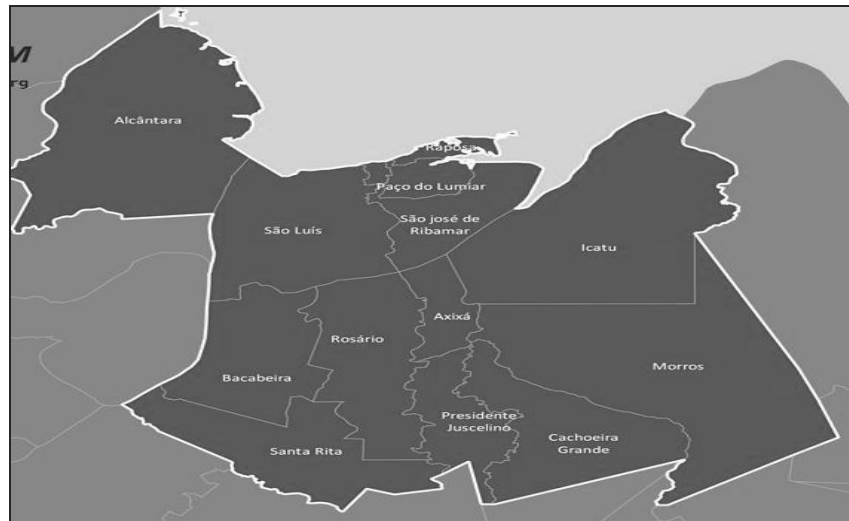 M
rg
Alcântara
Raposa
Paço do Lumiar
São Luís
São josé de
Ribamar
Icatu
Axixá
Rosário
Bacabeira
Morros
Presidente
Juscelino
Cachoeira
Grande
Santa Rita